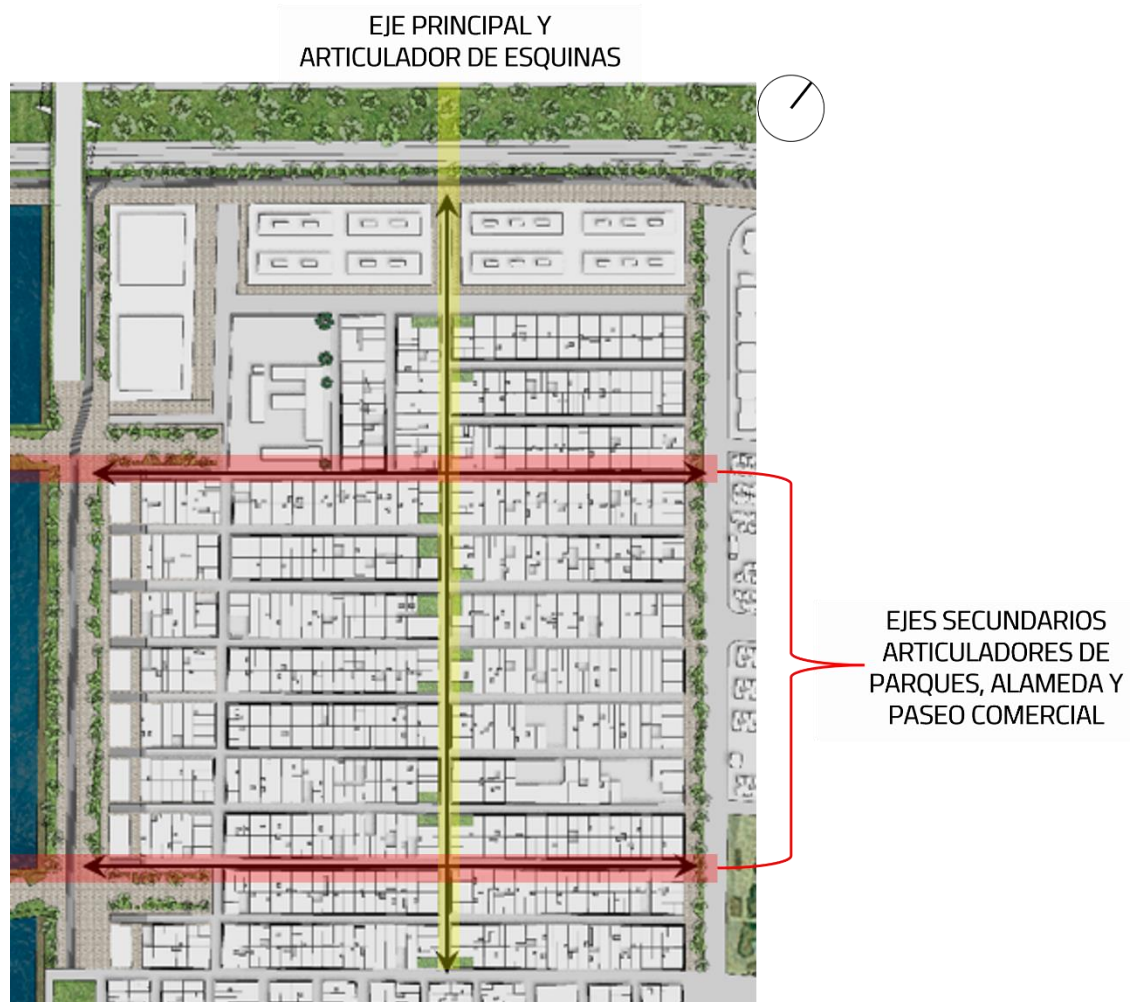 EJE PRINCIPAL Y
ARTICULADOR DE ESQUINAS
EJES SECUNDARIOS
ARTICULADORES DE
PARQUES, ALAMEDA Y
PASEO COMERCIAL